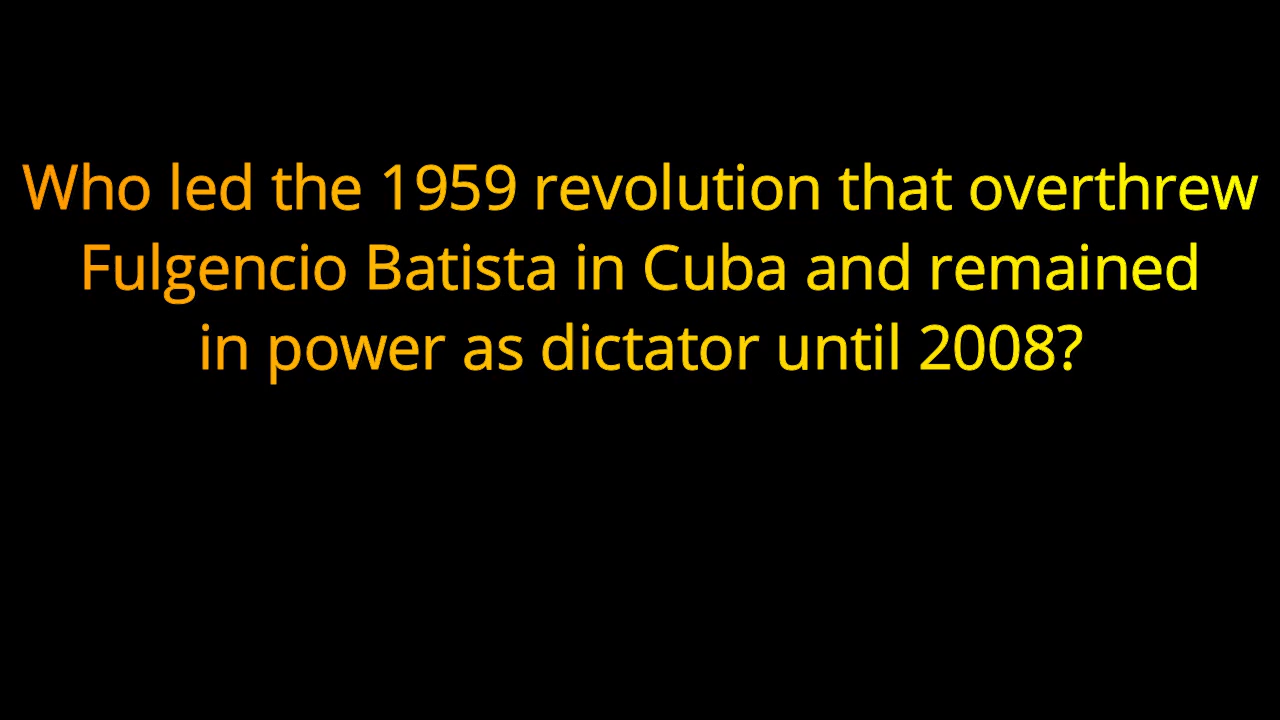 Who led the 1959 revolution that overthrew
Fulgencio Batista in Cuba and remained
in power as dictator until 2008?